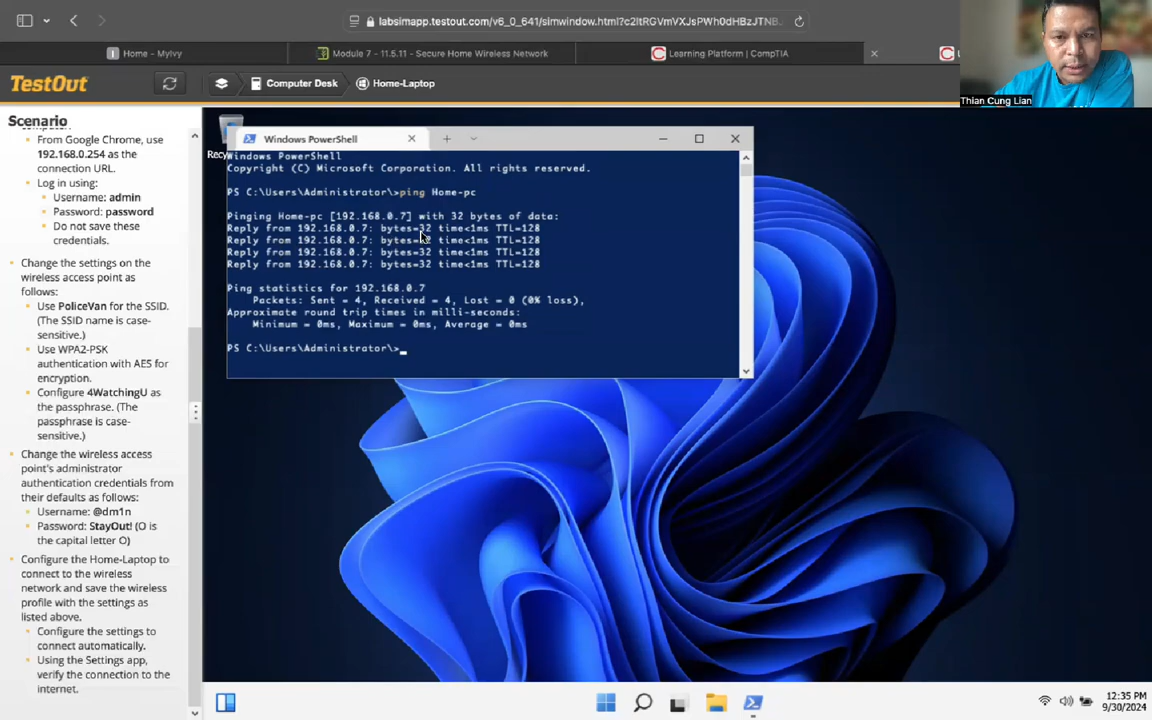 labsimapp.testout.com/v6_0_641/simwindow.html?c2ltRGVmVXJsPWh0dHBzJTNB...
Home - MyIvy
Module 7 - 11.5.11 - Secure Home Wireless Network
Learning Platform | CompTIA
TestOut
Computer Desk
Home-Laptop
Thian Cung Lian
Scenario
From Google Chrome, use
192.168.0.254 as the
connection URL.
Log in using:
Username: admin
Password: password
Do not save these
credentials.
Change the settings on the
wireless access point as
follows:
Use PoliceVan for the SSID.
(The SSID name is case-
sensitive.)
Use WPA2-PSK
authentication with AES for
encryption.
Configure 4WatchingU as
the passphrase. (The
passphrase is case-
sensitive.)
Change the wireless access
point's administrator
authentication credentials from
their defaults as follows:
Username: @dm1n
Password: StayOut! (O is
the capital letter O)
Configure the Home-Laptop to
connect to the wireless
network and save the wireless
profile with the settings as
listed above.
Configure the settings to
connect automatically.
Using the Settings app,
verify the connection to the
internet.
Recy
Windows PowerShell
Windows PowerShell
Copyright (C) Microsoft Corporation. All rights reserved.
PS C:\Users\Administrator\>ping Home-pc
Pinging Home-pc [192.168.0.7] with 32 bytes of data:
Reply from 192.168.0.7: bytes=32 time<1ms TTL=128
Reply from 192.168.0.7: bytes=32 time<1ms TTL=128
Reply from 192.168.0.7: bytes=32 time<1ms TTL=128
Reply from 192.168.0.7: bytes=32 time<1ms TTL=128
Ping statistics for 192.168.0.7
Packets: Sent = 4, Received = 4, Lost = 0 (0% loss),
Approximate round trip times in milli-seconds:
Minimum = 0ms, Maximum = 0ms, Average = 0ms
PS C:\Users\Administrator\>
12:35 PM
9/30/2024